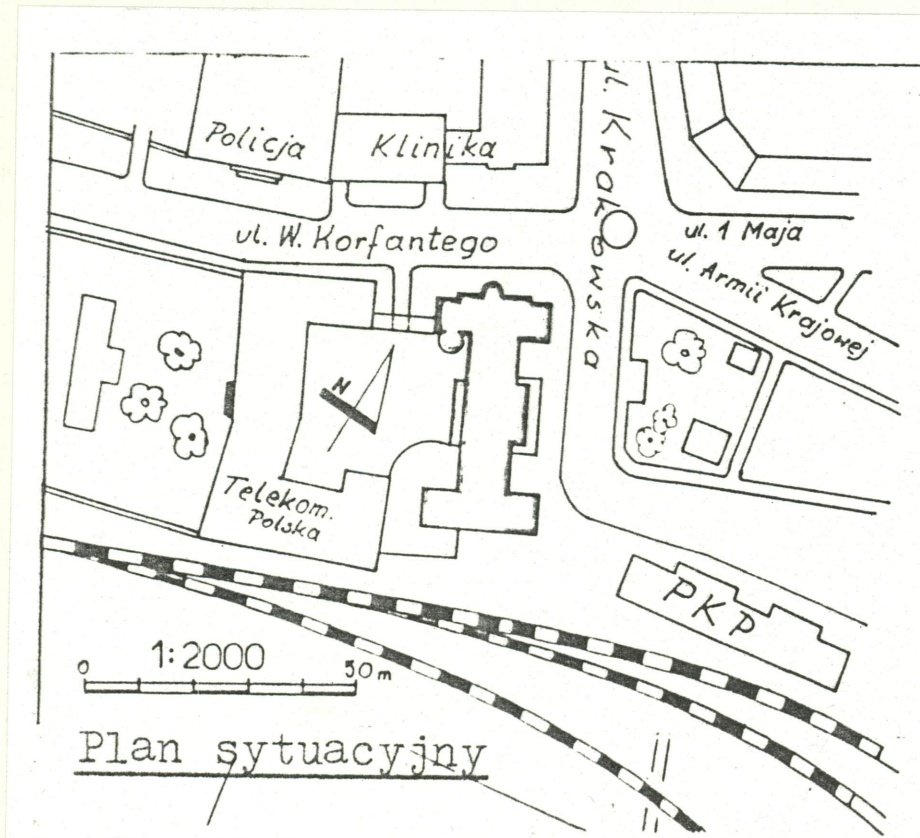 Policja
Klinika
ul. Krakowska
ul. W. Korfantego
ul. 1 Maja
ul. Armii Krajowej
N
Telekom.
Polska
PKP
1:2000
0 50 m
Plan sytuacyjny